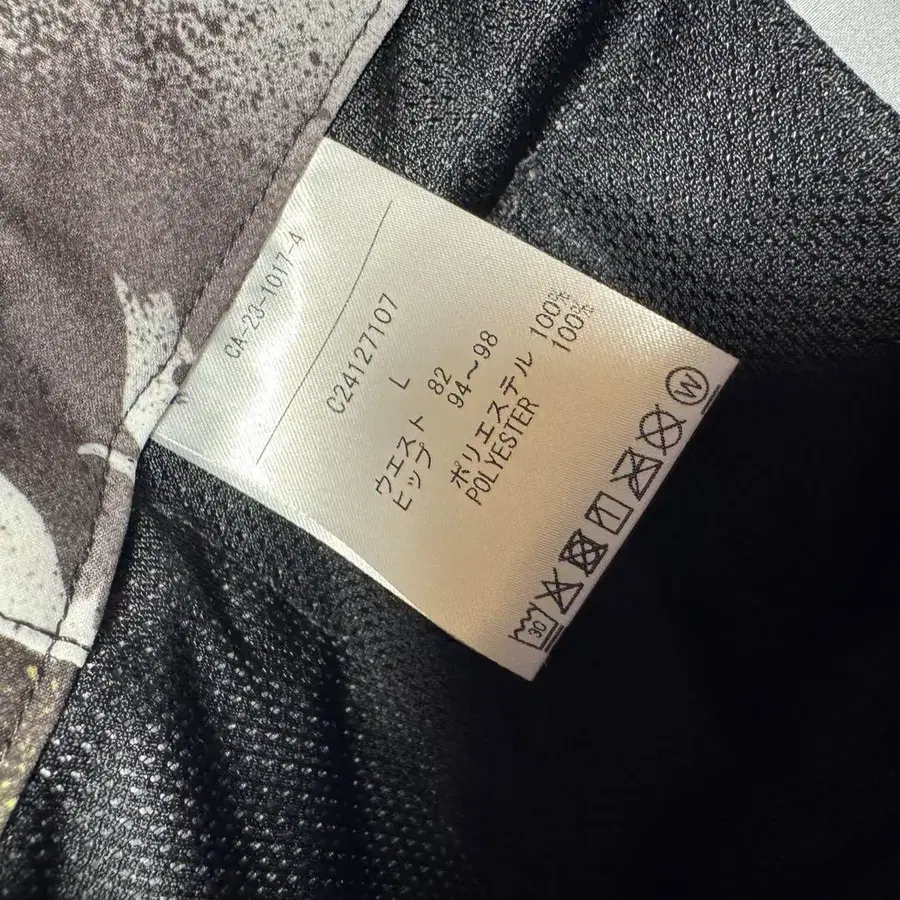 CA-23-1017-4
C24127107
L
ウエスト 82
ヒップ 94～98
ポリエステル 100%
POLYESTER 100%
30
W